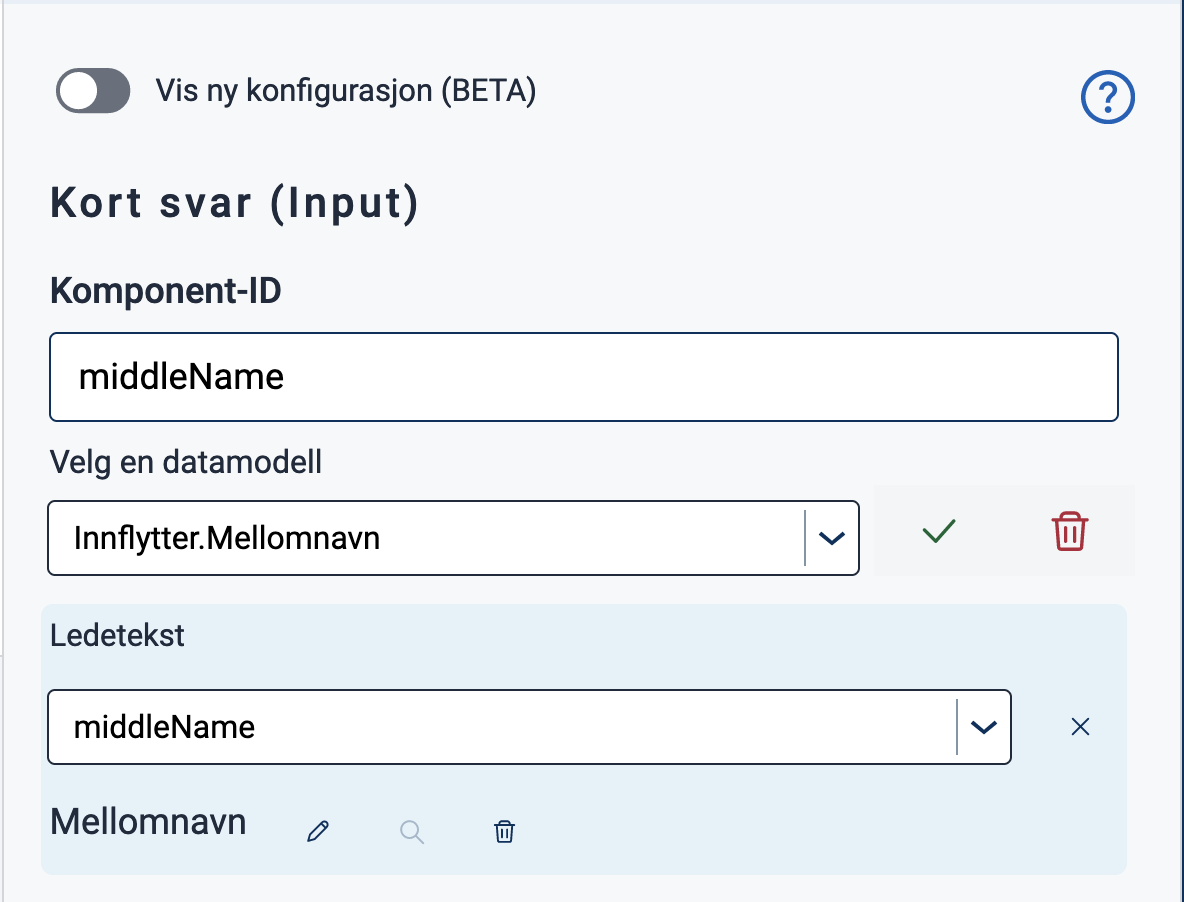 Vis ny konfigurasjon (BETA)
Kort svar (Input)
Komponent-ID
middleName
Velg en datamodell
Innflytter.Mellomnavn
Ledetekst
middleName
Mellomnavn